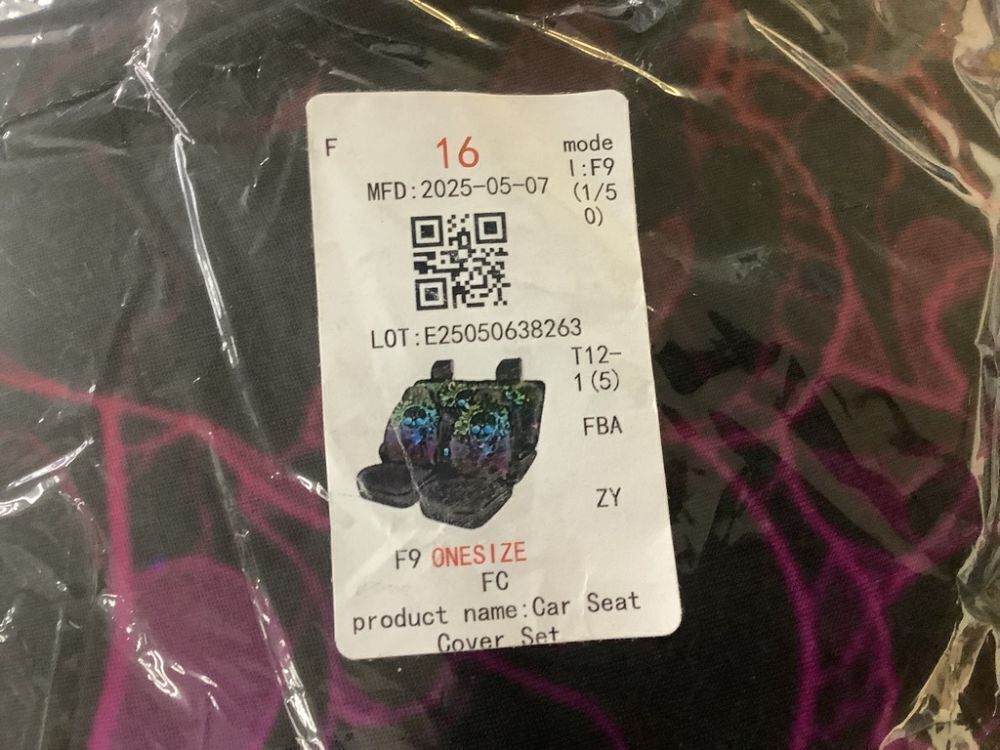 F
16
mode
l:F9
(1/5
0)
MFD:2025-05-07
LOT:E25050638263
T12-
1(5)
FBA
ZY
F9 ONESIZE
FC
product name:Car Seat
Cover Set